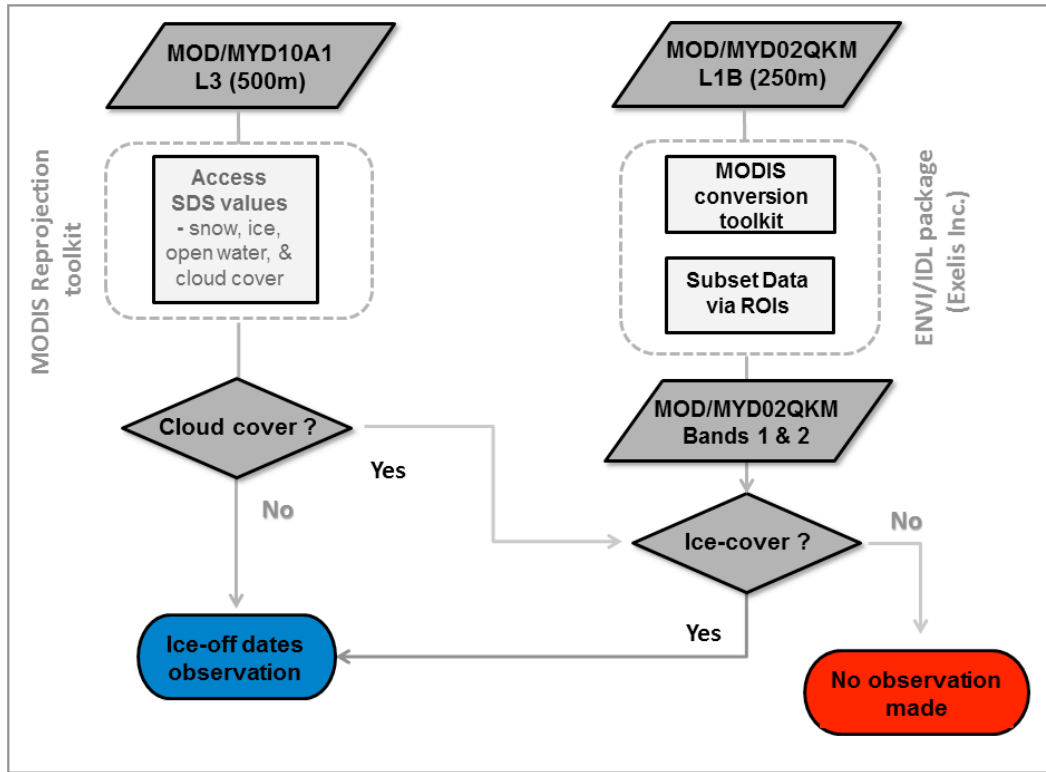 MOD/MYD10A1
L3 (500m)
MODIS Reprojection
toolkit
Access
SDS values
- snow, ice,
open water, &
cloud cover
Cloud cover ?
Yes
No
Ice-off dates
observation
MOD/MYD02QKM
L1B (250m)
MODIS
conversion
toolkit
Subset Data
via ROIs
ENVI/IDL package
(Exelis Inc.)
MOD/MYD02QKM
Bands 1 & 2
Ice-cover ?
No
Yes
No observation
made